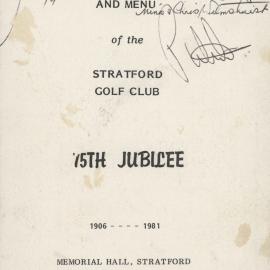 AND MENU
of the
STRATFORD
GOLF CLUB
75TH JUBILEE
1906 - - - - 1981
MEMORIAL HALL, STRATFORD